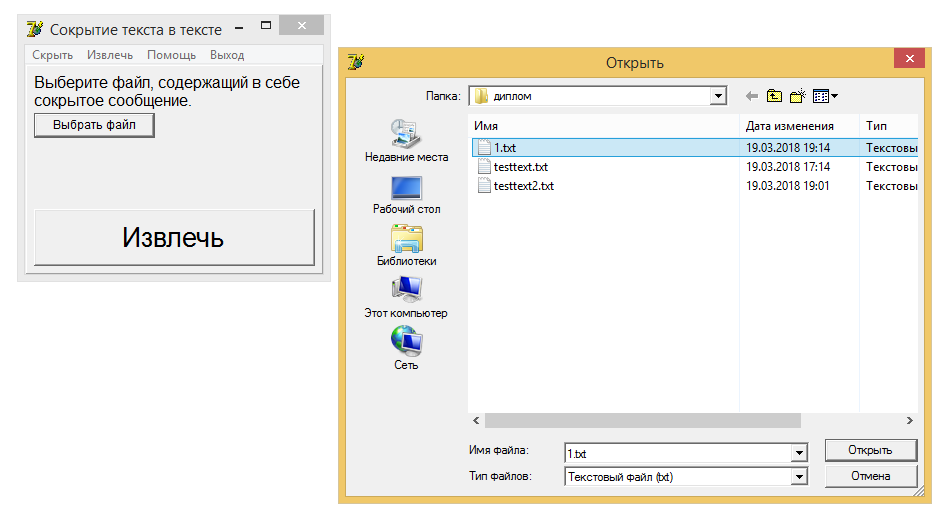 Сокрытие текста в тексте
Скрыть Извлечь Помощь Выход
Выберите файл, содержащий в себе
сокрытое сообщение.
Выбрать файл
Извлечь
Открыть
Папка: диплом
Недавние места
Рабочий стол
Библиотеки
Этот компьютер
Сеть
Имя Дата изменения Тип
1.txt 19.03.2018 19:14 Текстовы
testtext.txt 19.03.2018 17:14 Текстовы
testtext2.txt 19.03.2018 19:01 Текстовы
Имя файла: 1.txt Открыть
Тип файлов: Текстовый файл (txt) Отмена